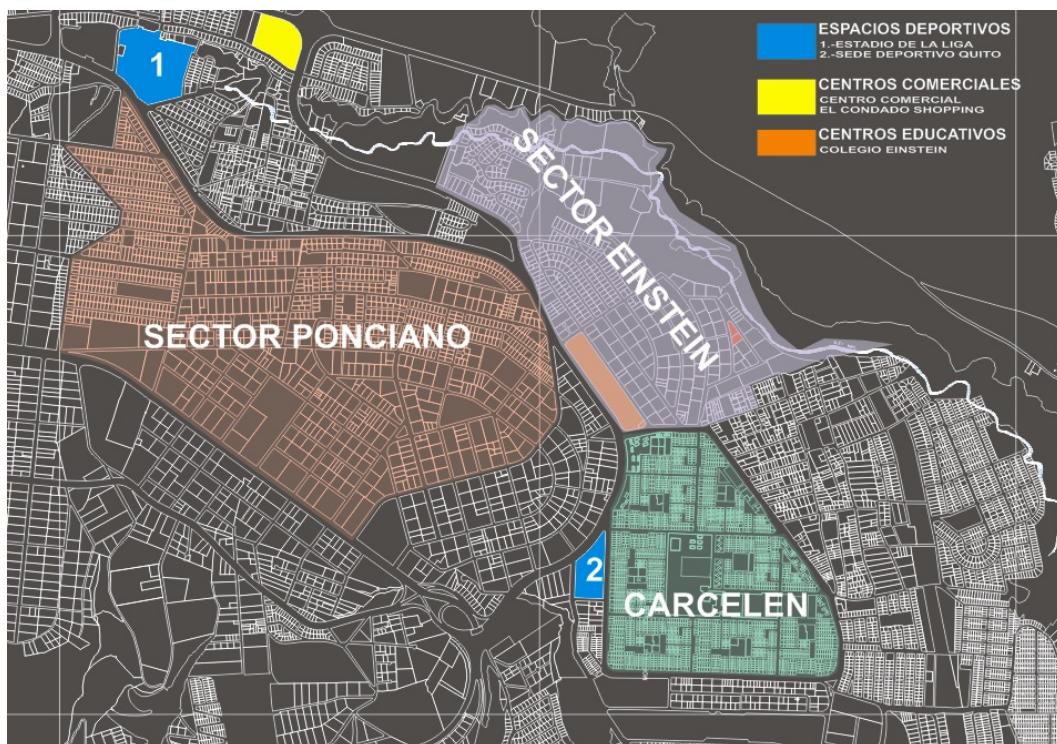 ESPACIOS DEPORTIVOS
1.-ESTADIO DE LA LIGA
2.-SEDE DEPORTIVO QUITO
CENTROS COMERCIALES
CENTRO COMERCIAL
EL CONDADO SHOPPING
CENTROS EDUCATIVOS
COLEGIO EINSTEIN
1
SECTOR EINSTEIN
SECTOR PONCIANO
2
CARCELEN